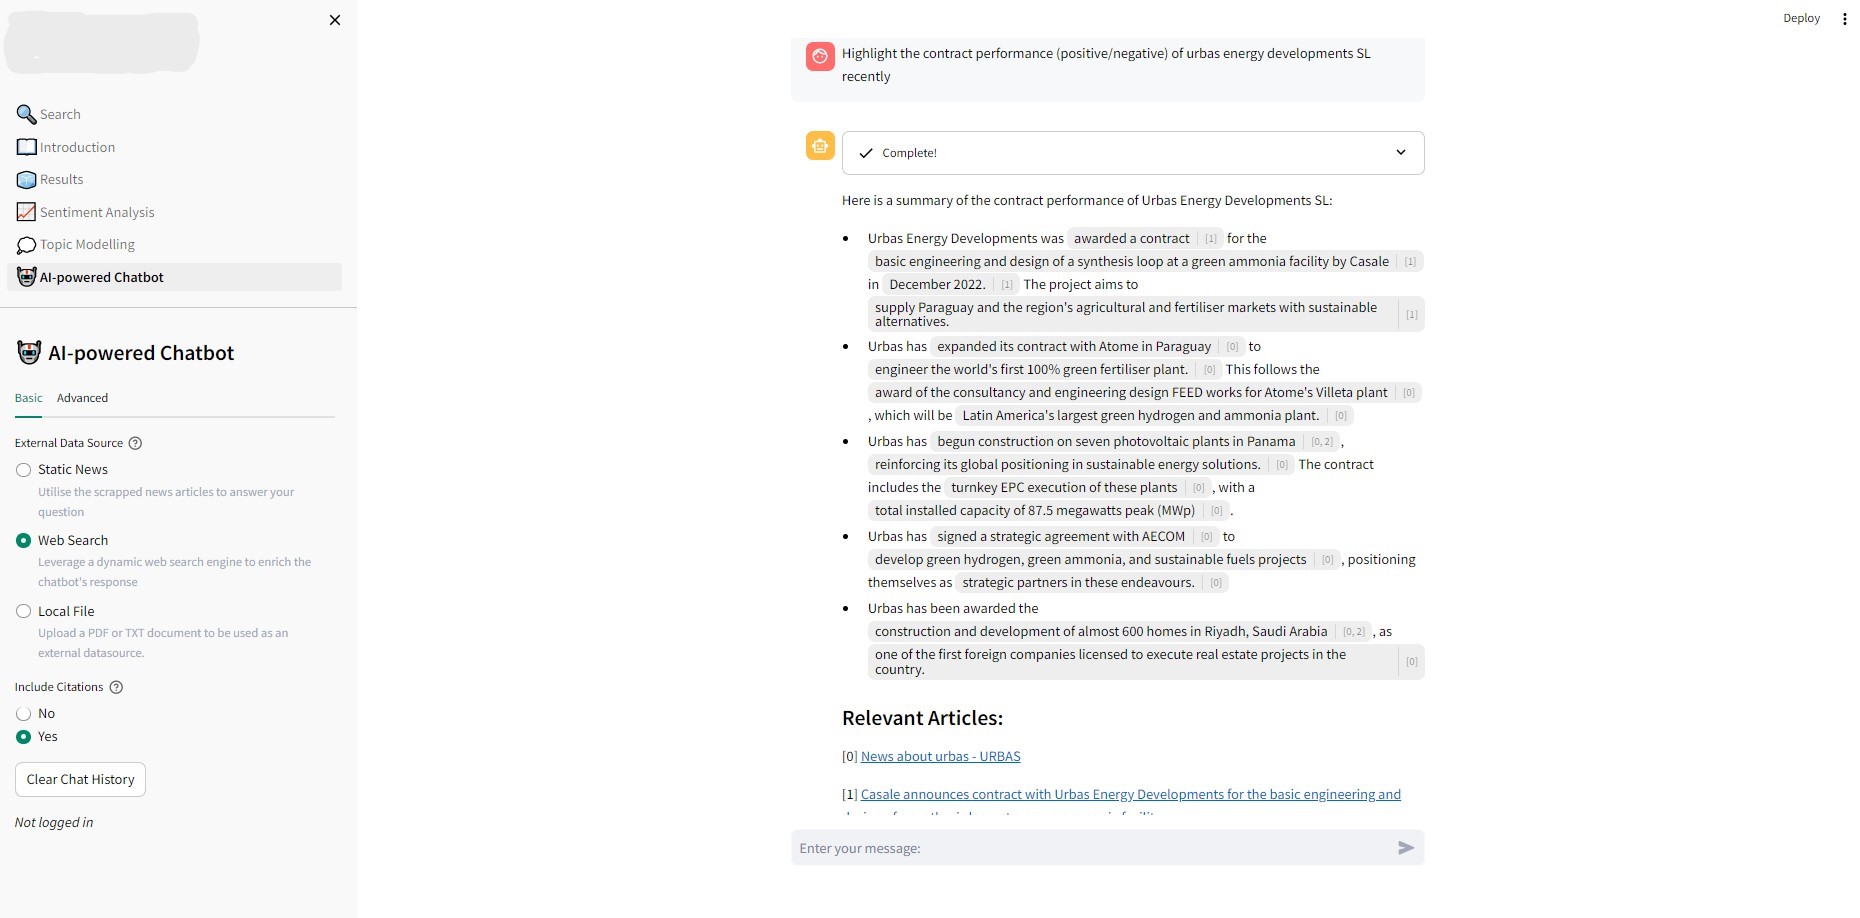 Deploy
Search
Introduction
Results
Sentiment Analysis
Topic Modelling
AI-powered Chatbot
AI-powered Chatbot
Basic Advanced
External Data Source
Static News
Utilise the scrapped news articles to answer your
question
Web Search
Leverage a dynamic web search engine to enrich the
chatbot's response
Local File
Upload a PDF or TXT document to be used as an
external datasource.
Include Citations
No
Yes
Clear Chat History
Not logged in
Highlight the contract performance (positive/negative) of urbas energy developments SL
recently
Complete!
Here is a summary of the contract performance of Urbas Energy Developments SL:
Urbas Energy Developments was awarded a contract [1] for the
basic engineering and design of a synthesis loop at a green ammonia facility by Casale [1]
in December 2022. [1] The project aims to
supply Paraguay and the region's agricultural and fertiliser markets with sustainable
alternatives. [1]
Urbas has expanded its contract with Atome in Paraguay [0] to
engineer the world's first 100% green fertiliser plant. [0] This follows the
award of the consultancy and engineering design FEED works for Atome's Villeta plant [0]
, which will be Latin America's largest green hydrogen and ammonia plant. [0]
Urbas has begun construction on seven photovoltaic plants in Panama [0, 2] ,
reinforcing its global positioning in sustainable energy solutions. [0] The contract
includes the turnkey EPC execution of these plants [0] , with a
total installed capacity of 87.5 megawatts peak (MWp) [0] .
Urbas has signed a strategic agreement with AECOM [0] to
develop green hydrogen, green ammonia, and sustainable fuels projects [0] , positioning
themselves as strategic partners in these endeavours. [0]
Urbas has been awarded the
construction and development of almost 600 homes in Riyadh, Saudi Arabia [0, 2] , as
one of the first foreign companies licensed to execute real estate projects in the
country. [0]
Relevant Articles:
[0] News about urbas - URBAS
[1] Casale announces contract with Urbas Energy Developments for the basic engineering and
Enter your message: